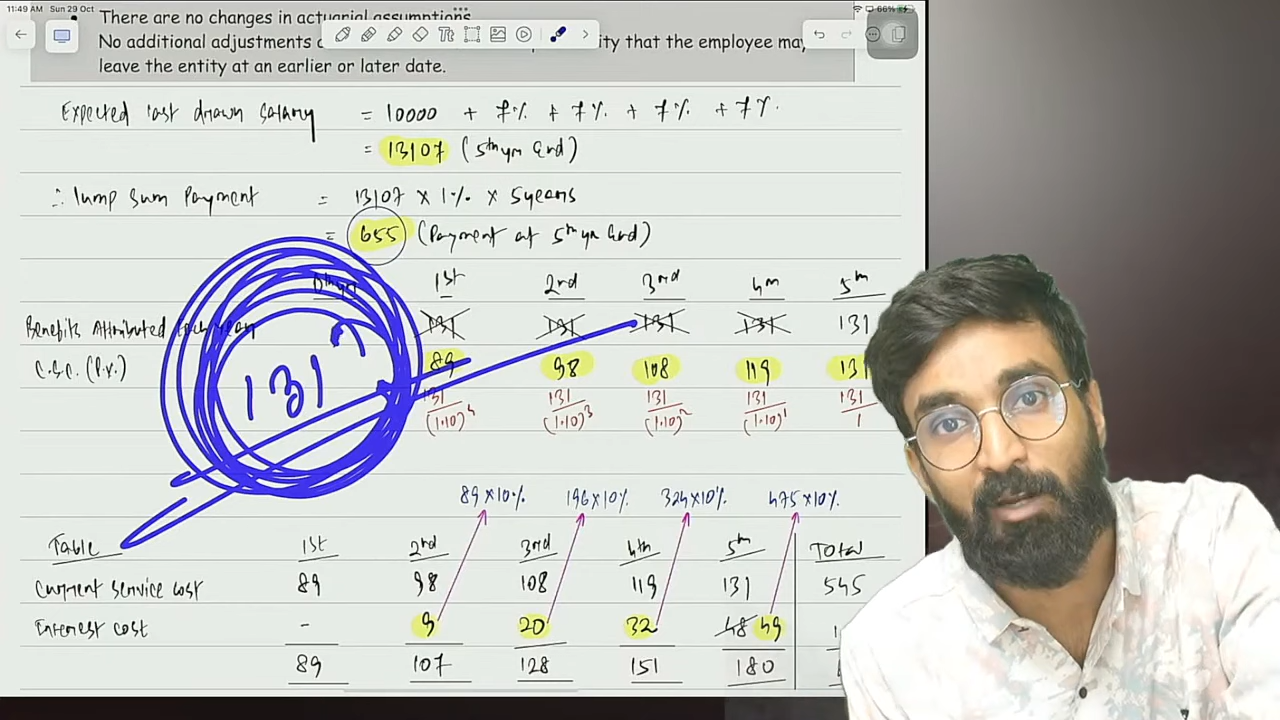 11:49 AM Sun 29 Oct
66%
There are no changes in actuarial assumptions
No additional adjustments
ity that the employee may
leave the entity at an earlier or later date.
Expected last drawn Salary = 10000 + 7% + 7% + 7% + 7%
= 13107 (5th yr End)
∴ lump sum Payment = 13107 × 1% × 5 years
= 655 (Payment at 5th yr End)
1st 2nd 3rd 4th 5th
Benefits Attributed 131 131 131 131 131
C.S.C. (P.V.) 89 98 108 119 131
131/(1.10)^4 131/(1.10)^3 131/(1.10)^2 131/(1.10)^1 131/1
131
89×10% 196×10% 324×10% 475×10%
Table 1st 2nd 3rd 4th 5th Total
Current service cost 89 98 108 119 131 545
Interest cost - 9 20 32 48 49
89 107 128 151 180